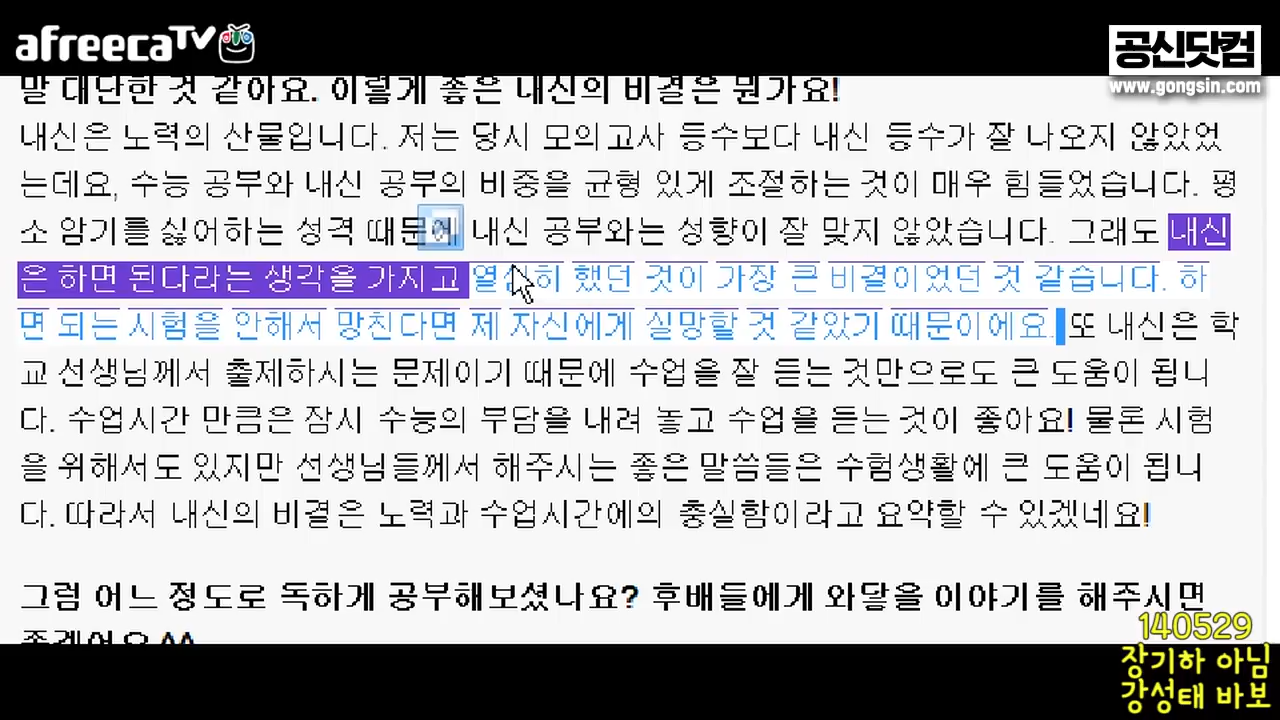 afreecaTV
공신닷컴
www.gongsin.com
말 대단한 것 같아요. 이렇게 좋은 내신의 비결은 뭔가요!
내신은 노력의 산물입니다. 저는 당시 모의고사 등수보다 내신 등수가 잘 나오지 않았었
는데요, 수능 공부와 내신 공부의 비중을 균형 있게 조절하는 것이 매우 힘들었습니다. 평
소 암기를 싫어하는 성격 때문에 내신 공부와는 성향이 잘 맞지 않았습니다. 그래도 내신
은 하면 된다라는 생각을 가지고 열심히 했던 것이 가장 큰 비결이었던 것 같습니다. 하
면 되는 시험을 안해서 망친다면 제 자신에게 실망할 것 같았기 때문이에요. 또 내신은 학
교 선생님께서 출제하시는 문제이기 때문에 수업을 잘 듣는 것만으로도 큰 도움이 됩니
다. 수업시간 만큼은 잠시 수능의 부담을 내려 놓고 수업을 듣는 것이 좋아요! 물론 시험
을 위해서도 있지만 선생님들께서 해주시는 좋은 말씀들은 수험생활에 큰 도움이 됩니
다. 따라서 내신의 비결은 노력과 수업시간에의 충실함이라고 요약할 수 있겠네요!
그럼 어느 정도로 독하게 공부해보셨나요? 후배들에게 와닿을 이야기를 해주시면
좋겠어요 ^^
140529
장기하 아님
강성태 바보